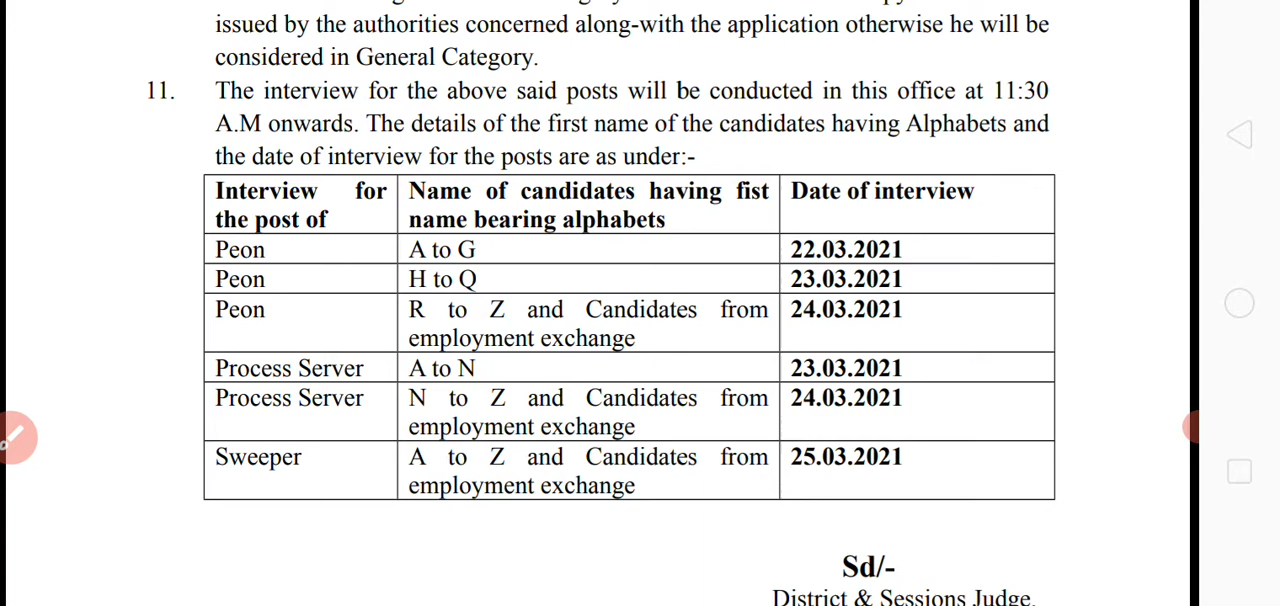 issued by the authorities concerned along-with the application otherwise he will be
considered in General Category.
11. The interview for the above said posts will be conducted in this office at 11:30
A.M onwards. The details of the first name of the candidates having Alphabets and
the date of interview for the posts are as under:-
Interview for the post of | Name of candidates having fist name bearing alphabets | Date of interview
Peon | A to G | 22.03.2021
Peon | H to Q | 23.03.2021
Peon | R to Z and Candidates from employment exchange | 24.03.2021
Process Server | A to N | 23.03.2021
Process Server | N to Z and Candidates from employment exchange | 24.03.2021
Sweeper | A to Z and Candidates from employment exchange | 25.03.2021
Sd/-
District & Sessions Judge,